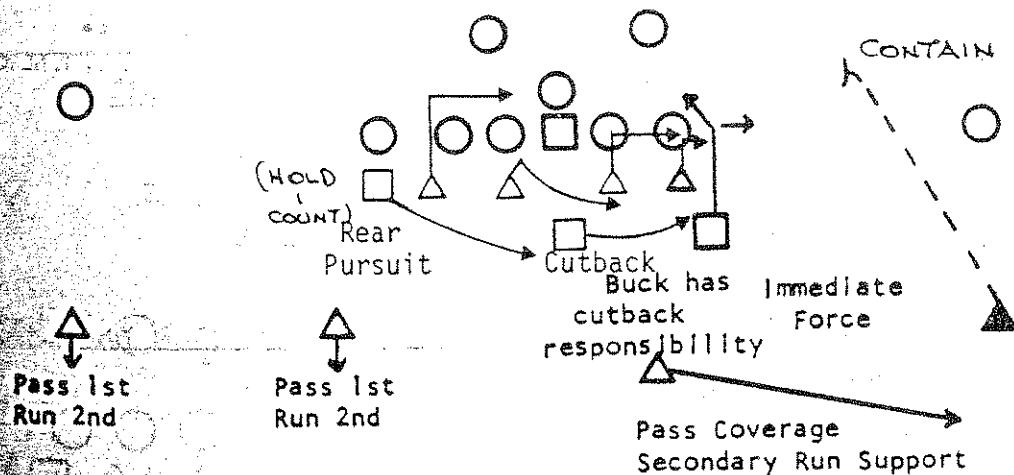 CONTAIN
(HOLD
1
COUNT)
Rear
Pursuit
Cutback
Buck has
cutback
responsibility
Immediate
Force
Pass 1st
Run 2nd
Pass 1st
Run 2nd
Pass Coverage
Secondary Run Support